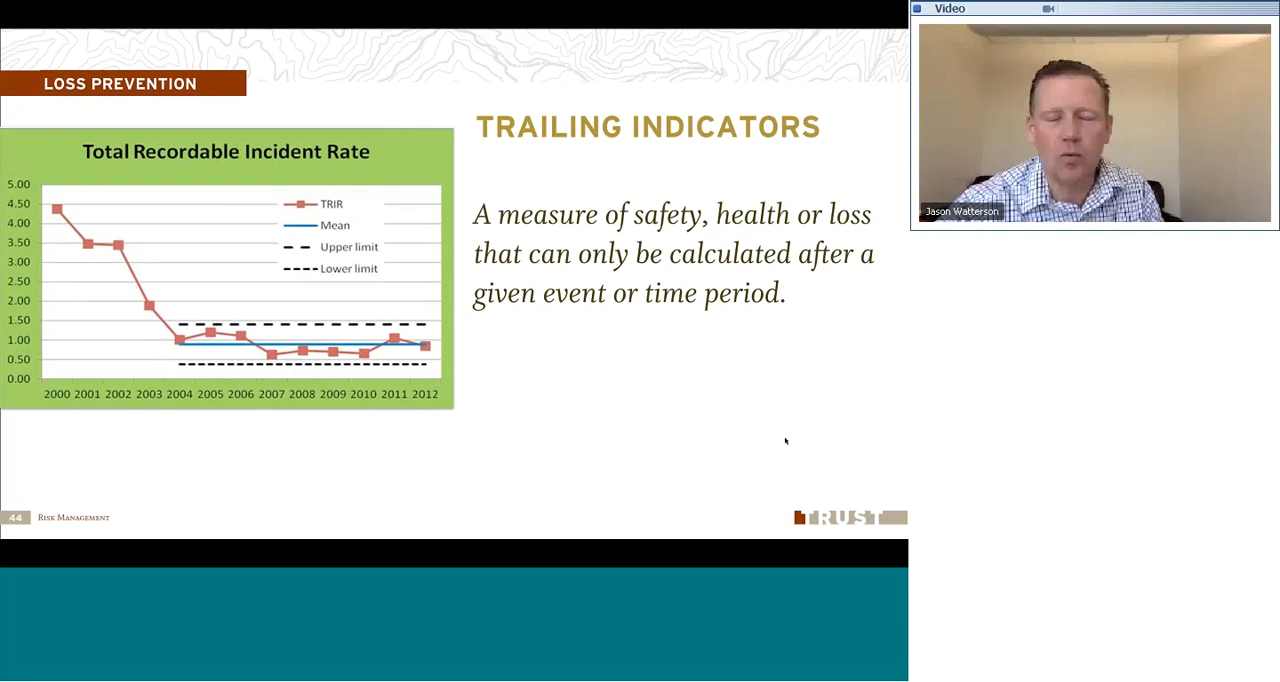 Video
LOSS PREVENTION
TRAILING INDICATORS
Total Recordable Incident Rate
5.00
4.50
4.00
3.50
3.00
2.50
2.00
1.50
1.00
0.50
0.00
TRIR
Mean
Upper limit
Lower limit
2000 2001 2002 2003 2004 2005 2006 2007 2008 2009 2010 2011 2012
A measure of safety, health or loss
that can only be calculated after a
given event or time period.
Jason Watterson
44 Risk Management
TRUST